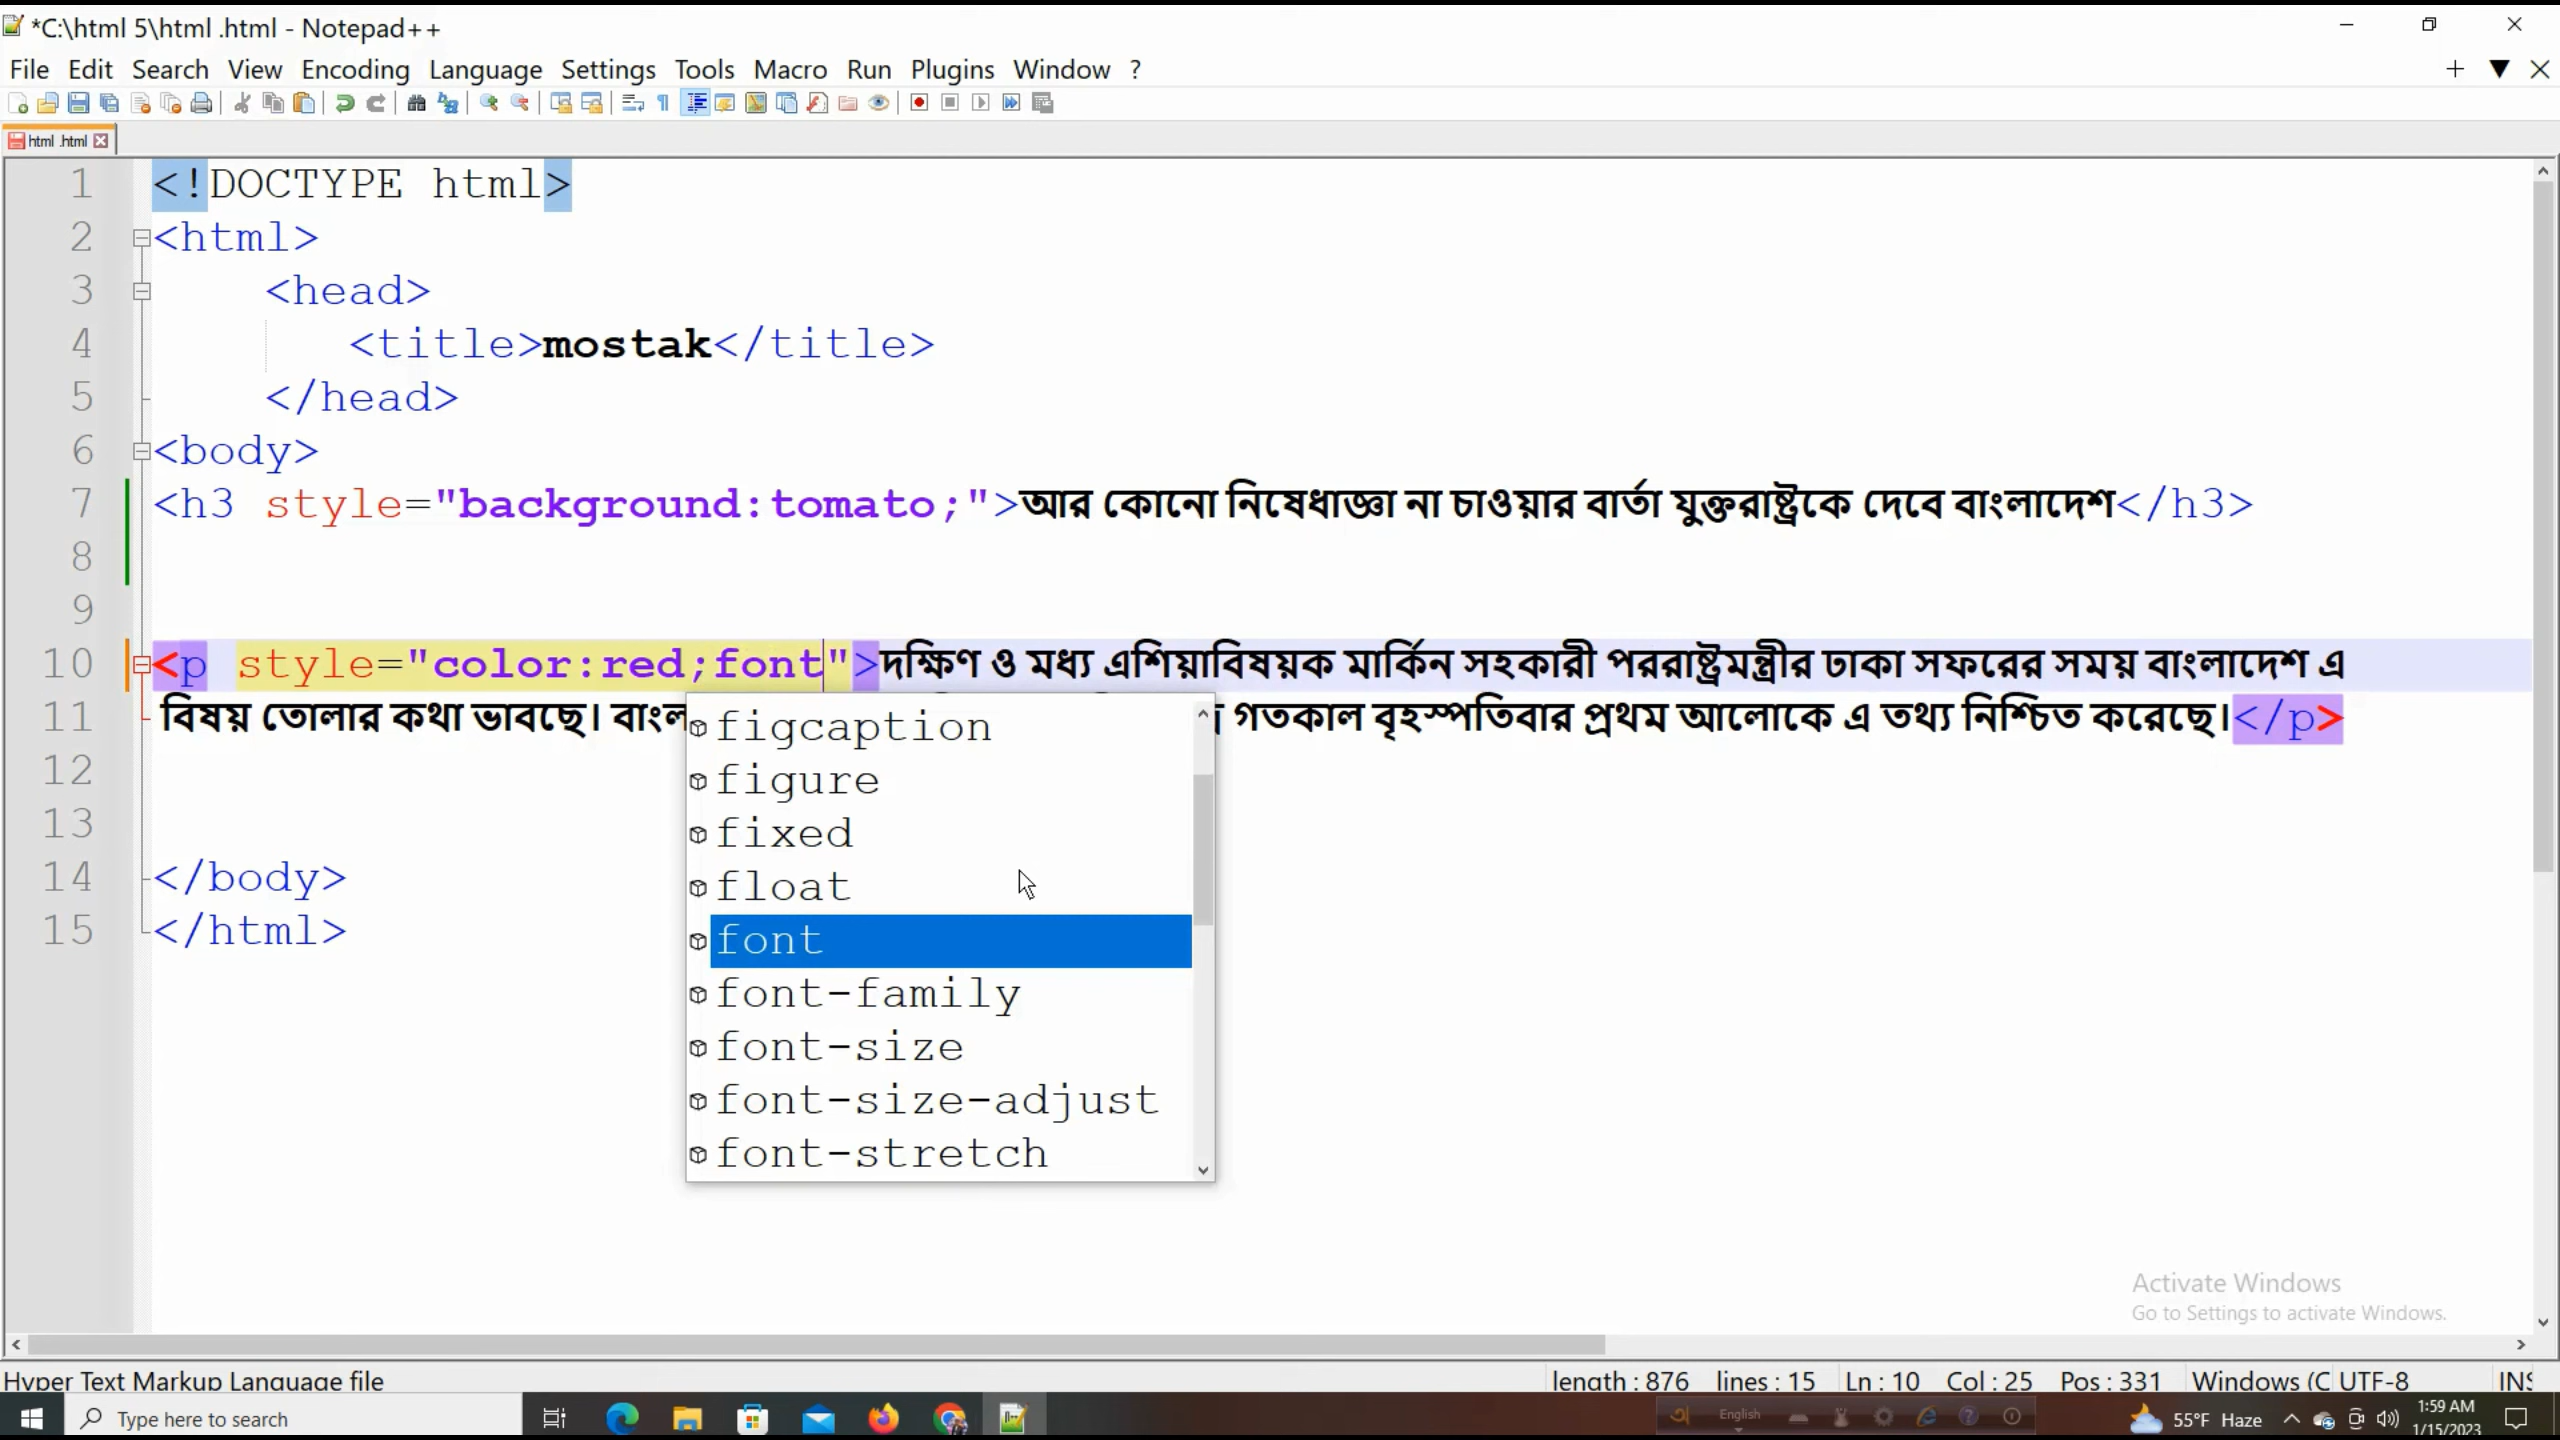 *C:\html 5\html .html - Notepad++
File Edit Search View Encoding Language Settings Tools Macro Run Plugins Window ?
html .html
1 <!DOCTYPE html>
2 <html>
3 <head>
4 <title>mostak</title>
5 </head>
6 <body>
7 <h3 style="background:tomato;">আর কোনো নিষেধাজ্ঞা না চাওয়ার বার্তা যুক্তরাষ্ট্রকে দেবে বাংলাদেশ</h3>
8
9
10 <p style="color:red;font">দক্ষিণ ও মধ্য এশিয়াবিষয়ক মার্কিন সহকারী পররাষ্ট্রমন্ত্রীর ঢাকা সফরের সময় বাংলাদেশ এ
11 বিষয় তোলার কথা ভাবছে। গতকাল বৃহস্পতিবার প্রথম আলোকে এ তথ্য নিশ্চিত করেছে।</p>
figcaption
figure
12
fixed
13
float
14 </body>
font
15 </html>
font-family
font-size
font-size-adjust
font-stretch
Activate Windows
Go to Settings to activate Windows.
Hyper Text Markup Language file length : 876 lines : 15 Ln : 10 Col : 25 Pos : 331 Windows (C UTF-8 INS
Type here to search English 55°F Haze 1:59 AM
1/15/2023